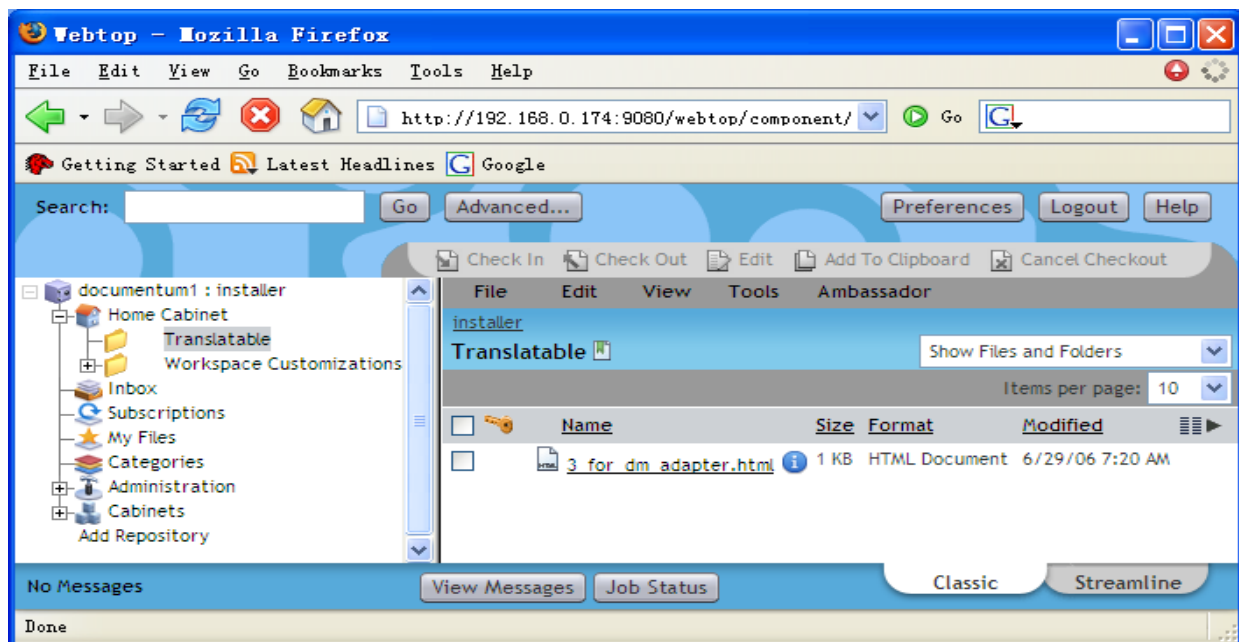 Webtop - Mozilla Firefox
File Edit View Go Bookmarks Tools Help
http://192.168.0.174:9080/webtop/component/ Go G
Getting Started Latest Headlines G Google
Search: Go Advanced... Preferences Logout Help
Check In Check Out Edit Add To Clipboard Cancel Checkout
documentum1 : installer
Home Cabinet
Translatable
Workspace Customizations
Inbox
Subscriptions
My Files
Categories
Administration
Cabinets
Add Repository
File Edit View Tools Ambassador
installer
Translatable Show Files and Folders
Items per page: 10
Name Size Format Modified
3_for_dm_adapter.html 1 KB HTML Document 6/29/06 7:20 AM
No Messages View Messages Job Status Classic Streamline
Done